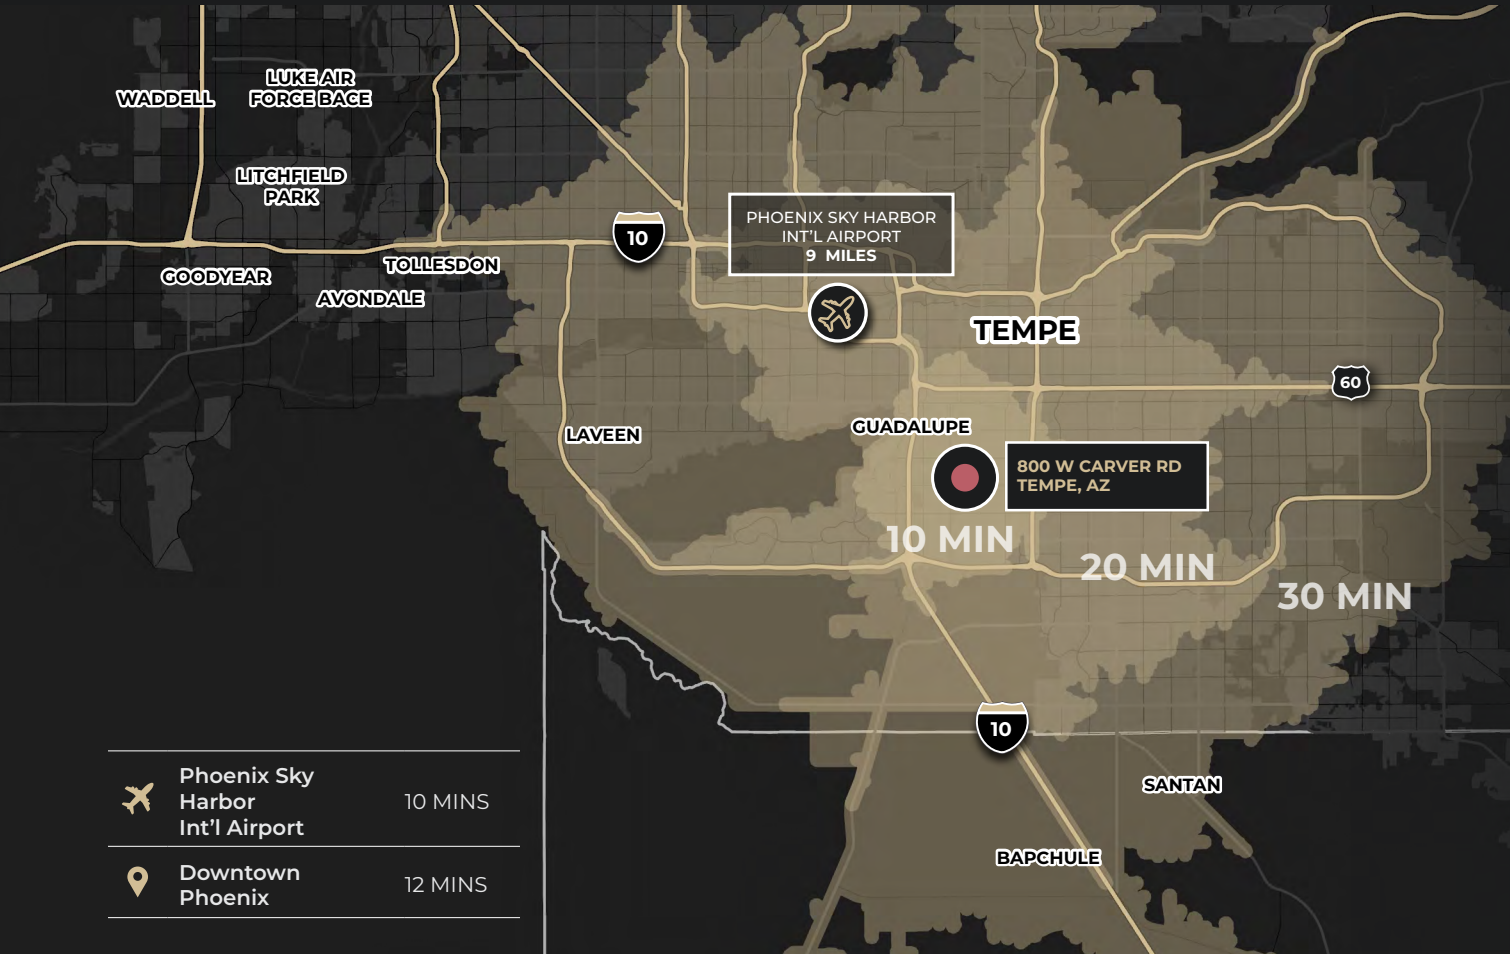 WADDELL
LUKE AIR
FORCE BACE
LITCHFIELD
PARK
GOODYEAR
TOLLESDON
AVONDALE
10
PHOENIX SKY HARBOR
INT'L AIRPORT
9 MILES
TEMPE
60
LAVEEN
GUADALUPE
800 W CARVER RD
TEMPE, AZ
10 MIN
20 MIN
30 MIN
10
SANTAN
BAPCHULE
Phoenix Sky
Harbor
Int'l Airport
10 MINS
Downtown
Phoenix
12 MINS